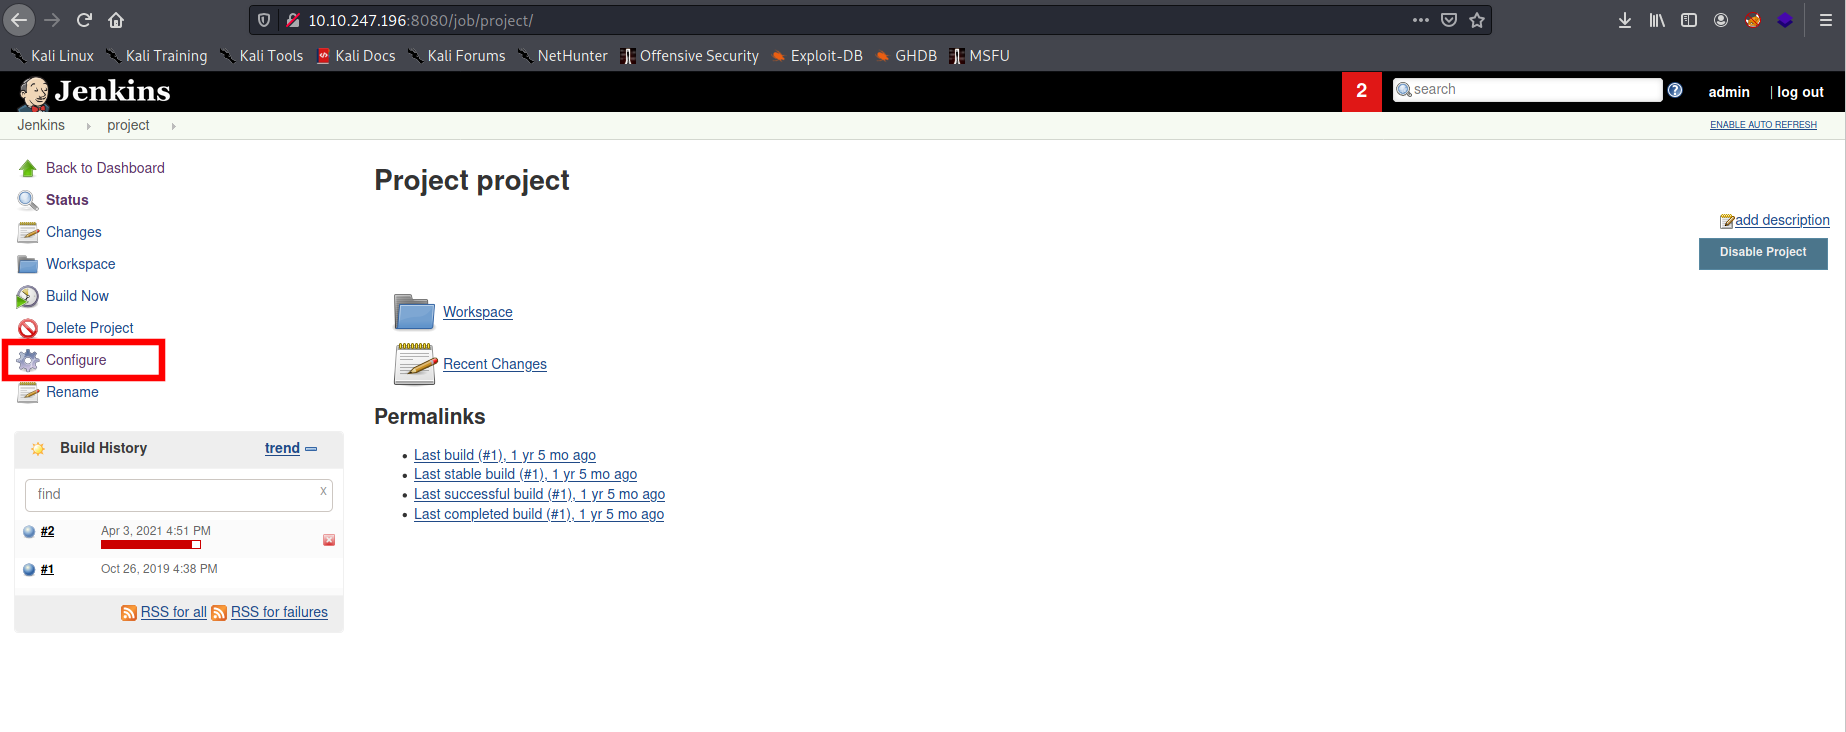 10.10.247.196:8080/job/project/
Kali Linux Kali Training Kali Tools Kali Docs Kali Forums NetHunter Offensive Security Exploit-DB GHDB MSFU
Jenkins 2 search ? admin | log out
Jenkins project ENABLE AUTO REFRESH
Back to Dashboard
Status
Changes
Workspace
Build Now
Delete Project
Configure
Rename
Build History trend
find x
#2 Apr 3, 2021 4:51 PM
#1 Oct 26, 2019 4:38 PM
RSS for all RSS for failures
Project project
add description
Disable Project
Workspace
Recent Changes
Permalinks
Last build (#1), 1 yr 5 mo ago
Last stable build (#1), 1 yr 5 mo ago
Last successful build (#1), 1 yr 5 mo ago
Last completed build (#1), 1 yr 5 mo ago